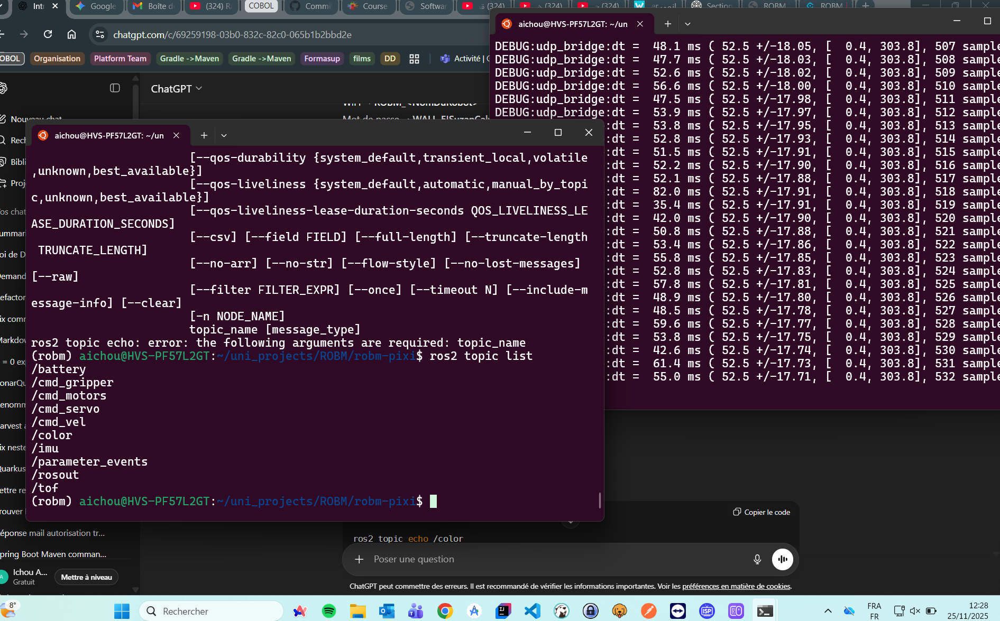 Int
Google
Boîte d
(324) R
COBOL
Commit
Course
Softwar
(324)
(324)
(324)
Section
ROBM
ROBM
chatgpt.com/c/69259198-03b0-832c-82c0-065b1b2bbd2e
OBOL
Organisation
Platform Team
Gradle ->Maven
Gradle ->Maven
Formasup
films
DD
Activité |
aichou@HVS-PF57L2GT: ~/un
DEBUG:udp_bridge:dt =  48.1 ms ( 52.5 +/-18.05, [  0.4, 303.8], 507 sample
DEBUG:udp_bridge:dt =  47.7 ms ( 52.5 +/-18.03, [  0.4, 303.8], 508 sample
DEBUG:udp_bridge:dt =  52.6 ms ( 52.5 +/-18.02, [  0.4, 303.8], 509 sample
DEBUG:udp_bridge:dt =  56.6 ms ( 52.5 +/-18.00, [  0.4, 303.8], 510 sample
DEBUG:udp_bridge:dt =  47.5 ms ( 52.5 +/-17.98, [  0.4, 303.8], 511 sample
DEBUG:udp_bridge:dt =  53.9 ms ( 52.5 +/-17.97, [  0.4, 303.8], 512 sample
:dt =  53.8 ms ( 52.5 +/-17.95, [  0.4, 303.8], 513 sample
:dt =  52.8 ms ( 52.5 +/-17.93, [  0.4, 303.8], 514 sample
:dt =  51.5 ms ( 52.5 +/-17.91, [  0.4, 303.8], 515 sample
:dt =  52.2 ms ( 52.5 +/-17.90, [  0.4, 303.8], 516 sample
:dt =  52.1 ms ( 52.5 +/-17.88, [  0.4, 303.8], 517 sample
:dt =  82.0 ms ( 52.5 +/-17.91, [  0.4, 303.8], 518 sample
:dt =  35.4 ms ( 52.5 +/-17.91, [  0.4, 303.8], 519 sample
:dt =  42.0 ms ( 52.5 +/-17.90, [  0.4, 303.8], 520 sample
:dt =  50.8 ms ( 52.5 +/-17.88, [  0.4, 303.8], 521 sample
:dt =  53.4 ms ( 52.5 +/-17.86, [  0.4, 303.8], 522 sample
:dt =  55.8 ms ( 52.5 +/-17.85, [  0.4, 303.8], 523 sample
:dt =  52.8 ms ( 52.5 +/-17.83, [  0.4, 303.8], 524 sample
:dt =  57.8 ms ( 52.5 +/-17.81, [  0.4, 303.8], 525 sample
:dt =  48.9 ms ( 52.5 +/-17.80, [  0.4, 303.8], 526 sample
:dt =  48.5 ms ( 52.5 +/-17.78, [  0.4, 303.8], 527 sample
:dt =  59.6 ms ( 52.5 +/-17.77, [  0.4, 303.8], 528 sample
:dt =  53.8 ms ( 52.5 +/-17.75, [  0.4, 303.8], 529 sample
:dt =  42.6 ms ( 52.5 +/-17.74, [  0.4, 303.8], 530 sample
:dt =  61.4 ms ( 52.5 +/-17.73, [  0.4, 303.8], 531 sample
:dt =  55.0 ms ( 52.5 +/-17.71, [  0.4, 303.8], 532 sample
ChatGPT
Nouveau chat
Mot de passe
Rech
Bibli
Proj
os chat
ummar
oi de D
Demand
efactor
ix comm
Markdow
= 0 exp
onarQu
enomm
arvest a
ix neste
Quarkus
ettre re
rouver
éponse mail autorisation tr...
pring Boot Maven comman...
Ichou A...
Gratuit
Mettre à niveau
aichou@HVS-PF57L2GT: ~/un
[--qos-durability {system_default,transient_local,volatile
,unknown,best_available}]
[--qos-liveliness {system_default,automatic,manual_by_topi
c,unknown,best_available}]
[--qos-liveliness-lease-duration-seconds QOS_LIVELINESS_LE
ASE_DURATION_SECONDS]
[--csv] [--field FIELD] [--full-length] [--truncate-length
TRUNCATE_LENGTH]
[--no-arr] [--no-str] [--flow-style] [--no-lost-messages]
[--raw]
[--filter FILTER_EXPR] [--once] [--timeout N] [--include-m
essage-info] [--clear]
[-n NODE_NAME]
topic_name [message_type]
ros2 topic echo: error: the following arguments are required: topic_name
(robm) aichou@HVS-PF57L2GT:~/uni_projects/ROBM/robm-pixi$ ros2 topic list
/battery
/cmd_gripper
/cmd_motors
/cmd_servo
/cmd_vel
/color
/imu
/parameter_events
/rosout
/tof
(robm) aichou@HVS-PF57L2GT:~/uni_projects/ROBM/robm-pixi$
Copier le code
ros2 topic echo /color
Poser une question
ChatGPT peut commettre des erreurs. Il est recommandé de vérifier les informations importantes. Voir les préférences en matière de cookies.
8°
Rechercher
FRA
FR
12:28
25/11/2025